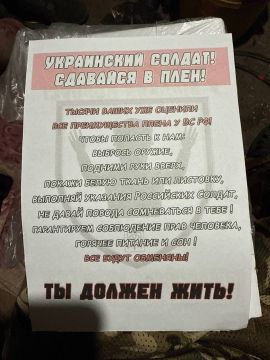 УКРАИНСКИЙ СОЛДАТ!
СДАВАЙСЯ В ПЛЕН!
ТЫСЯЧИ ВАШИХ УЖЕ ОЦЕНИЛИ
ВСЕ ПРЕИМУЩЕСТВА ПЛЕНА У ВС РФ!
ЧТОБЫ ПОПАСТЬ К НАМ:
ВЫБРОСЬ ОРУЖИЕ,
ПОДНИМИ РУКИ ВВЕРХ,
ПОКАЖИ БЕЛУЮ ТКАНЬ ИЛИ ЛИСТОВКУ,
ВЫПОЛНЯЙ УКАЗАНИЯ РОССИЙСКИХ СОЛДАТ,
НЕ ДАВАЙ ПОВОДА СОМНЕВАТЬСЯ В ТЕБЕ!
ГАРАНТИРУЕМ СОБЛЮДЕНИЕ ПРАВ ЧЕЛОВЕКА,
ГОРЯЧЕЕ ПИТАНИЕ И СОН!
ВСЕ БУДУТ ОБМЕНЯНЫ!
ТЫ ДОЛЖЕН ЖИТЬ!